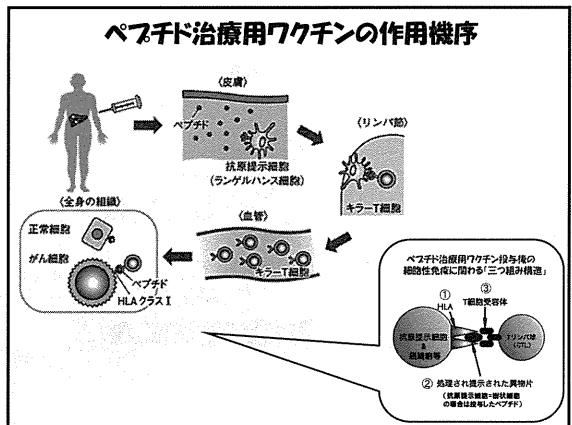 ペプチド治療用ワクチンの作用機序
〈皮膚〉
ペプチド
抗原提示細胞
(ランゲルハンス細胞)
〈リンパ節〉
キラーT細胞
〈血管〉
キラーT細胞
〈全身の組織〉
正常細胞
がん細胞
ペプチド
HLAクラスⅠ
ペプチド治療用ワクチン投与後の
細胞性免疫に関わる「三つ組み構造」
①
HLA
③
T細胞受容体
抗原提示細胞
&
癌細胞等
Tリンパ球
(CTL)
② 処理され提示された異物片
(抗原提示細胞=樹状細胞
の場合は投与したペプチド)